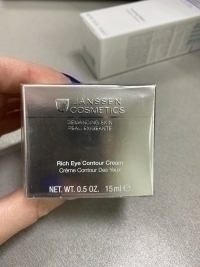 JANSSEN
COSMETICS
DEMANDING SKIN
PEAU EXIGEANTE
Rich Eye Contour Cream
Crème Contour Des Yeux
NET. WT. 0.5 OZ. 15 ml ℮